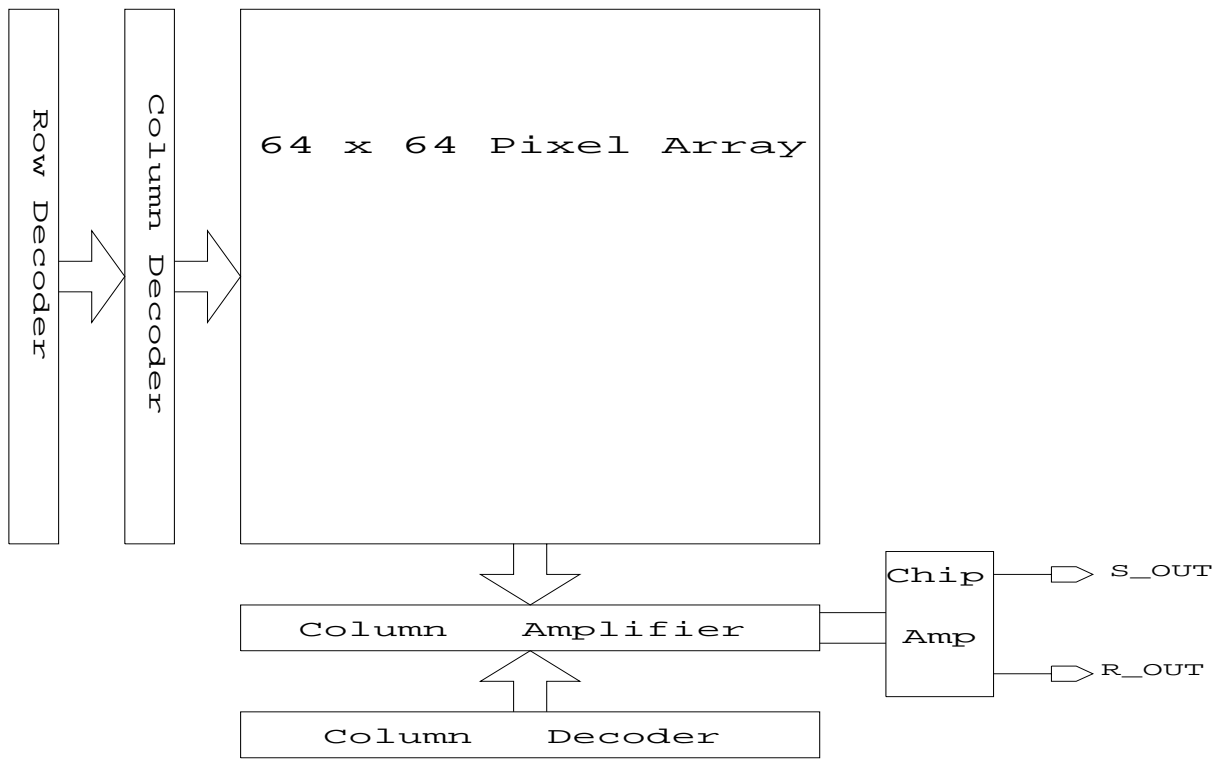 Row Decoder
Column Decoder
64 x 64 Pixel Array
Column Amplifier
Chip
Amp
S_OUT
R_OUT
Column Decoder